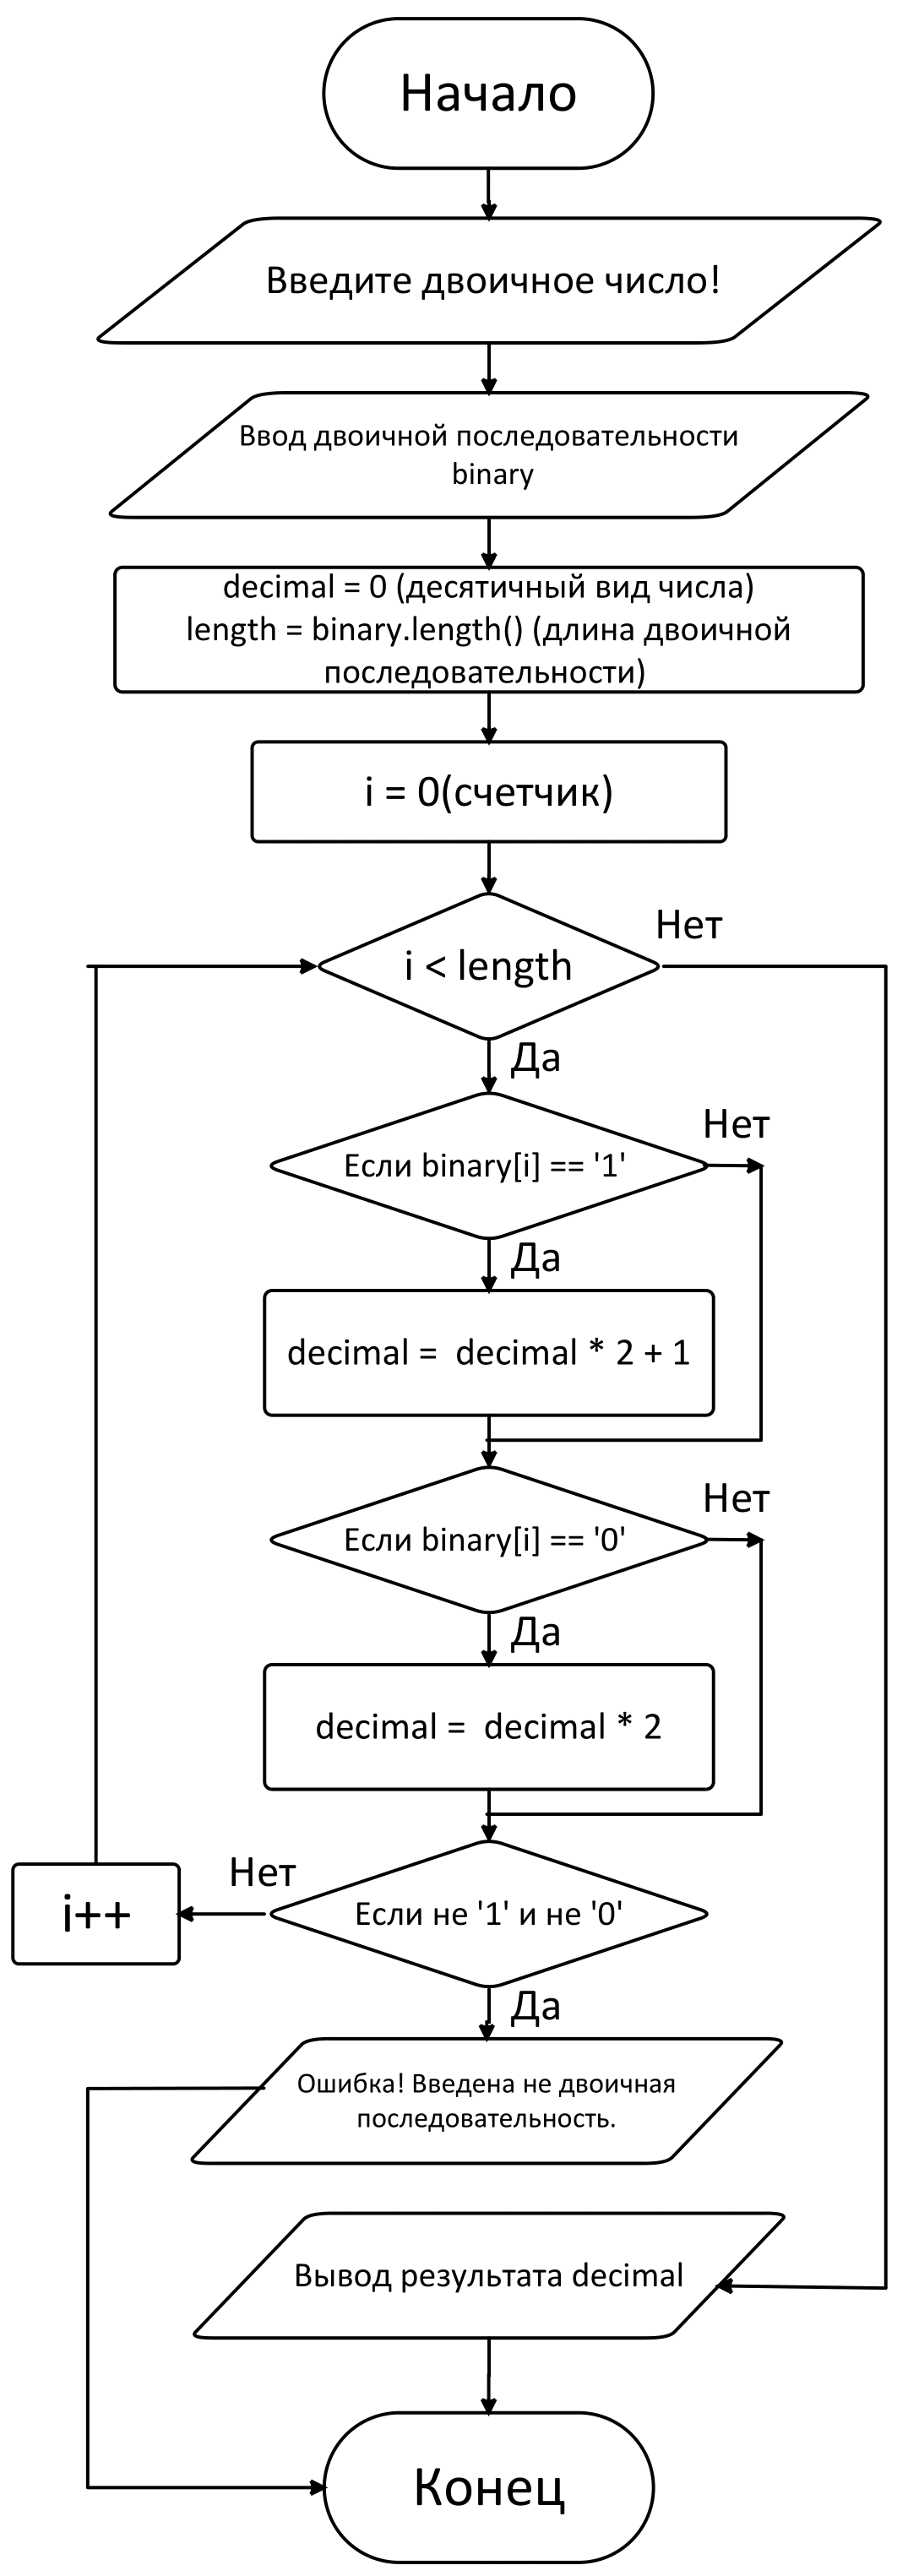 Начало
Введите двоичное число!
Ввод двоичной последовательности
binary
decimal = 0 (десятичный вид числа)
length = binary.length() (длина двоичной
последовательности)
i = 0(счетчик)
i < length
Нет
Да
Если binary[i] == '1'
Нет
Да
decimal =  decimal * 2 + 1
Если binary[i] == '0'
Нет
Да
decimal =  decimal * 2
Если не '1' и не '0'
Нет
i++
Да
Ошибка! Введена не двоичная
последовательность.
Вывод результата decimal
Конец